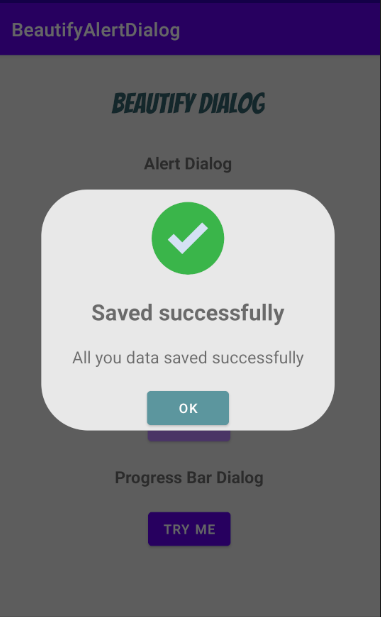 BeautifyAlertDialog
BEAUTIFY DIALOG
Alert Dialog
Saved successfully
All you data saved successfully
OK
Progress Bar Dialog
TRY ME